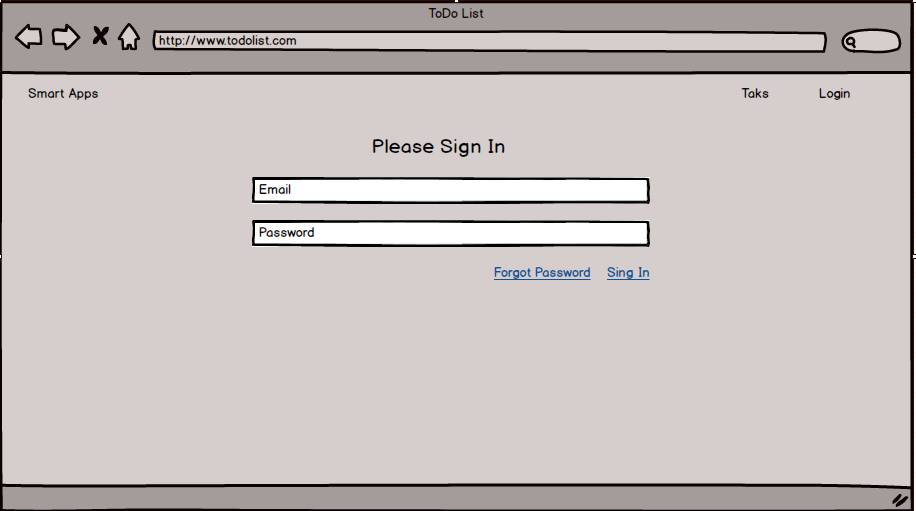 ToDo List
http://www.todolist.com
Smart Apps Taks Login
Please Sign In
Email
Password
Forgot Password Sing In